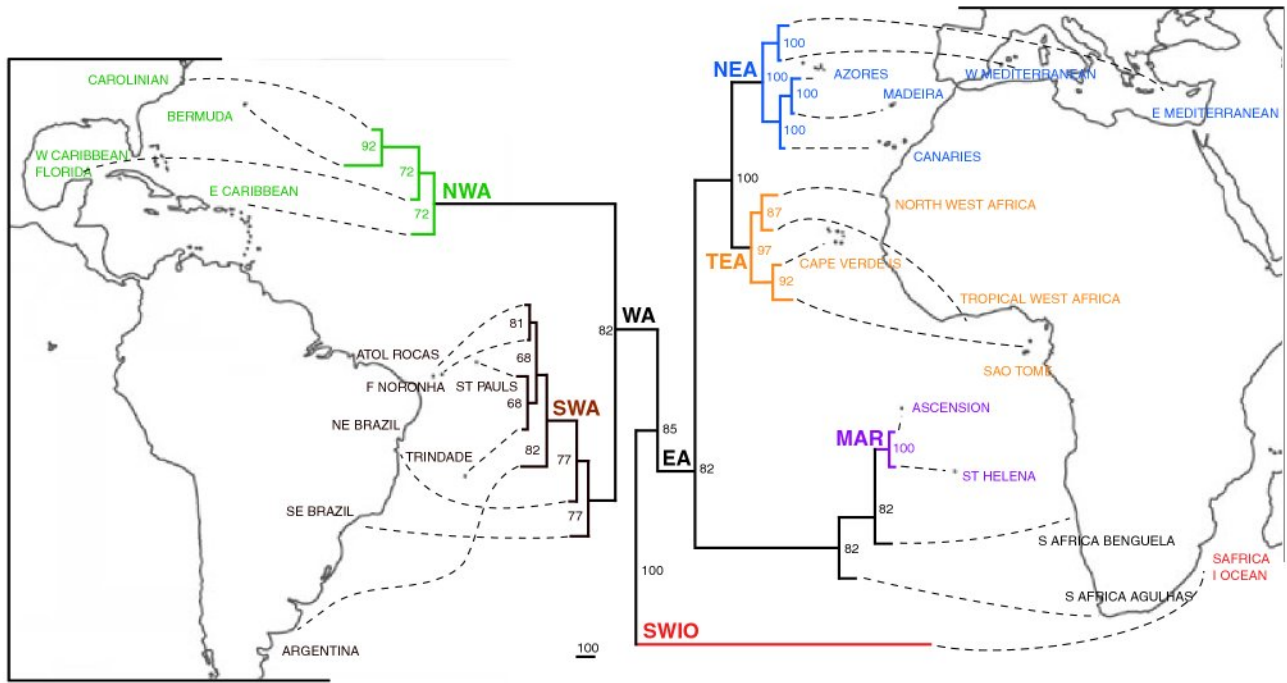 CAROLINIAN
BERMUDA
W CARIBBEAN
FLORIDA
E CARIBBEAN
92
72
72
NWA
ATOL ROCAS
F NORONHA
ST PAULS
NE BRAZIL
TRINDADE
SE BRAZIL
ARGENTINA
81
68
68
SWA
82
77
77
WA
82
85
EA
82
100
SWIO
100
NEA
100
100
100
100
AZORES
W MEDITERRANEAN
MADEIRA
E MEDITERRANEAN
CANARIES
100
NORTH WEST AFRICA
87
97
TEA
CAPE VERDE IS
92
TROPICAL WEST AFRICA
SAO TOME
ASCENSION
MAR
100
ST HELENA
82
82
S AFRICA BENGUELA
SAFRICA
I OCEAN
S AFRICA AGULHAS